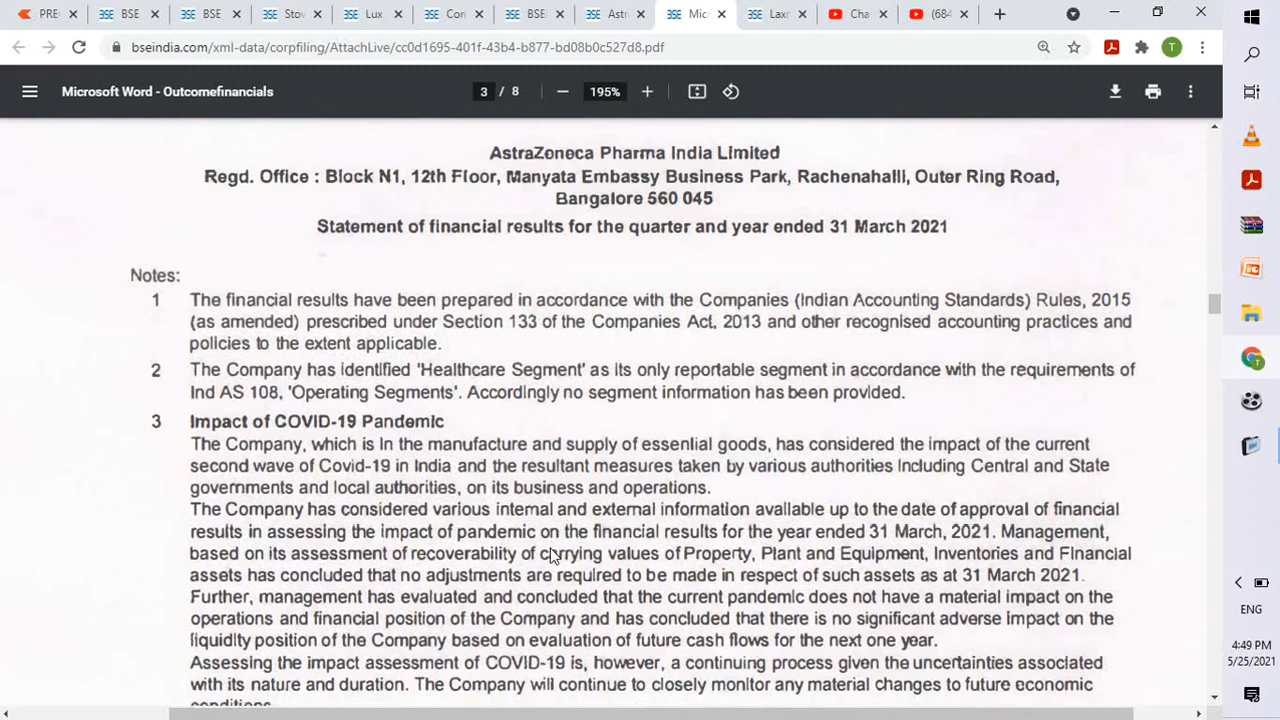 PRE
BSE
BSE
Stov
Lux
Corr
BSE
Astr
Mic
Laxr
Cha
(684
bseindia.com/xml-data/corpfiling/AttachLive/cc0d1695-401f-43b4-b877-bd08b0c527d8.pdf
T
Microsoft Word - Outcomefinancials
3 / 8
195%
AstraZoneca Pharma India Limited
Regd. Office : Block N1, 12th Floor, Manyata Embassy Business Park, Rachenahalli, Outer Ring Road,
Bangalore 560 045
Statement of financial results for the quarter and year ended 31 March 2021
Notes:
1 The financial results have been prepared in accordance with the Companies (Indian Accounting Standards) Rules, 2015
(as amended) prescribed under Section 133 of the Companies Act, 2013 and other recognised accounting practices and
policies to the extent applicable.
2 The Company has identified 'Healthcare Segment' as its only reportable segment in accordance with the requirements of
Ind AS 108, 'Operating Segments'. Accordingly no segment information has been provided.
3 Impact of COVID-19 Pandemic
The Company, which is In the manufacture and supply of essenlial goods, has considered the impact of the current
second wave of Covid-19 in India and the resultant measures taken by various authorities Including Central and State
governments and local authorities, on its business and operations.
The Company has considered various internal and external information available up to the date of approval of financial
results in assessing the impact of pandemic on the financial results for the year ended 31 March, 2021. Management,
based on its assessment of recoverability of carrying values of Property, Plant and Equipment, Inventories and FInancial
assets has concluded that no adjustments are required to be made in respect of such assets as at 31 March 2021.
Further, management has evaluated and concluded that the current pandemic does not have a material impact on the
operations and financial position of the Company and has concluded that there is no significant adverse impact on the
liquidity position of the Company based on evaluation of future cash flows for the next one year.
Assessing the impact assessment of COVID-19 is, however, a continuing process given the uncertainties associated
with its nature and duration. The Company will continue to closely monitor any material changes to future economic
conditions.
ENG
4:49 PM
5/25/2021